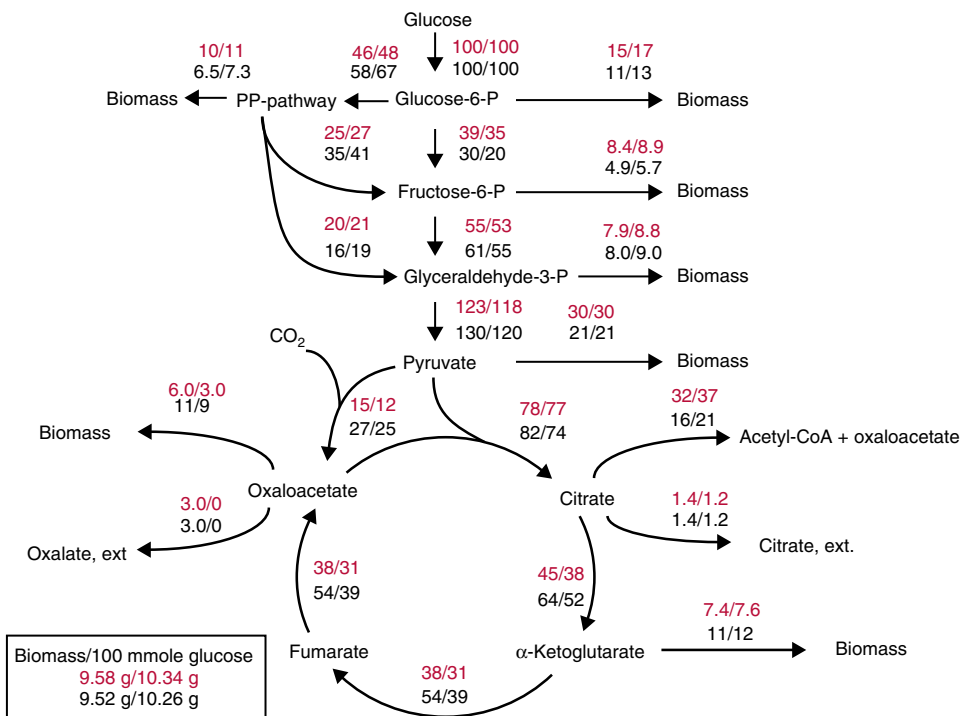 Glucose
10/11
6.5/7.3
46/48
58/67
100/100
100/100
15/17
11/13
Biomass
PP-pathway
Glucose-6-P
Biomass
25/27
35/41
39/35
30/20
8.4/8.9
4.9/5.7
Fructose-6-P
Biomass
20/21
16/19
55/53
61/55
7.9/8.8
8.0/9.0
Glyceraldehyde-3-P
Biomass
123/118
130/120
30/30
21/21
CO2
Pyruvate
Biomass
6.0/3.0
11/9
15/12
27/25
78/77
82/74
32/37
16/21
Biomass
Acetyl-CoA + oxaloacetate
Oxaloacetate
Citrate
3.0/0
3.0/0
1.4/1.2
1.4/1.2
Oxalate, ext
Citrate, ext.
38/31
54/39
45/38
64/52
7.4/7.6
11/12
Fumarate
α-Ketoglutarate
Biomass
38/31
54/39
Biomass/100 mmole glucose
9.58 g/10.34 g
9.52 g/10.26 g